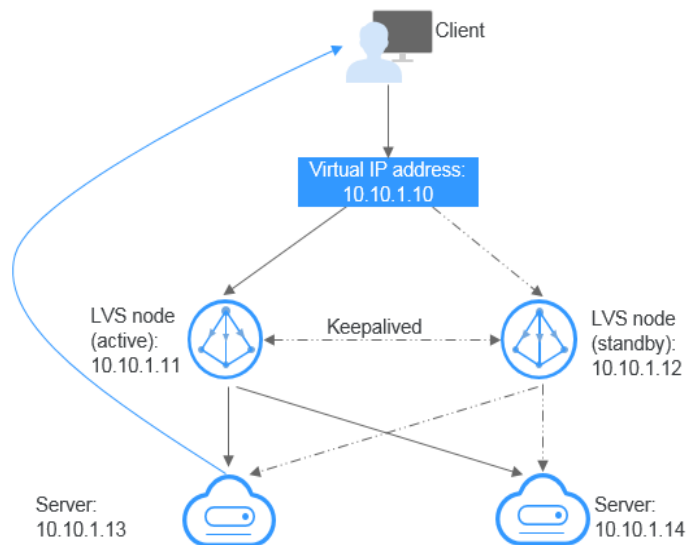 Client
Virtual IP address:
10.10.1.10
LVS node
(active):
10.10.1.11
Keepalived
LVS node
(standby):
10.10.1.12
Server:
10.10.1.13
Server:
10.10.1.14